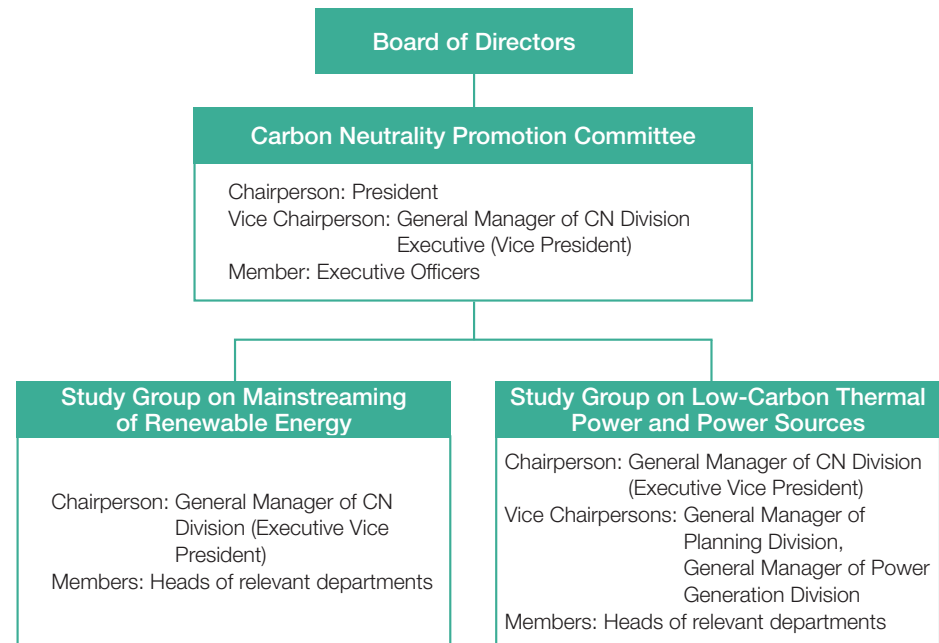 Board of Directors
Carbon Neutrality Promotion Committee
Chairperson: President
Vice Chairperson: General Manager of CN Division
Executive (Vice President)
Member: Executive Officers
Study Group on Mainstreaming
of Renewable Energy
Chairperson: General Manager of CN
Division (Executive Vice
President)
Members: Heads of relevant departments
Study Group on Low-Carbon Thermal
Power and Power Sources
Chairperson: General Manager of CN Division
(Executive Vice President)
Vice Chairpersons: General Manager of
Planning Division,
General Manager of Power
Generation Division
Members: Heads of relevant departments